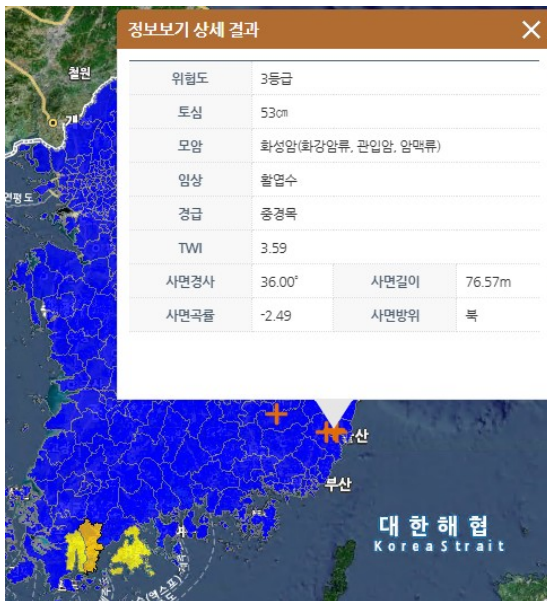 정보보기 상세 결과
위험도 3등급
토심 53㎝
모암 화성암(화강암류, 관입암, 암맥류)
임상 활엽수
경급 중경목
TWI 3.59
사면경사 36.00° 사면길이 76.57m
사면곡률 -2.49 사면방위 북
철원
개
연평도
산
부산
대 한 해 협
K o r e a S t r a i t